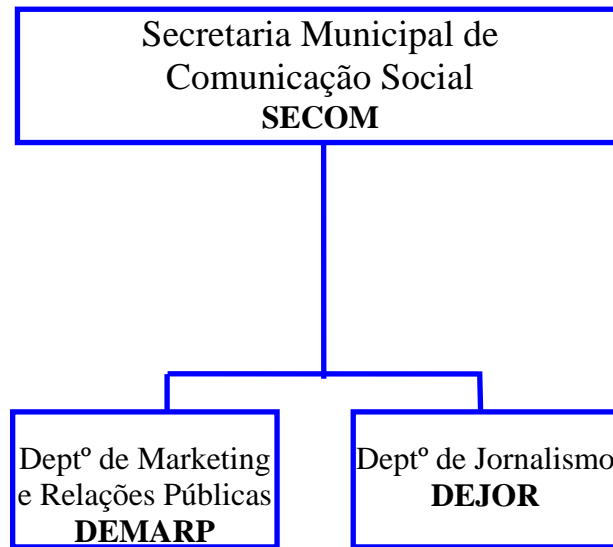 Secretaria Municipal de
Comunicação Social
SECOM
Deptº de Marketing
e Relações Públicas
DEMARP
Deptº de Jornalismo
DEJOR